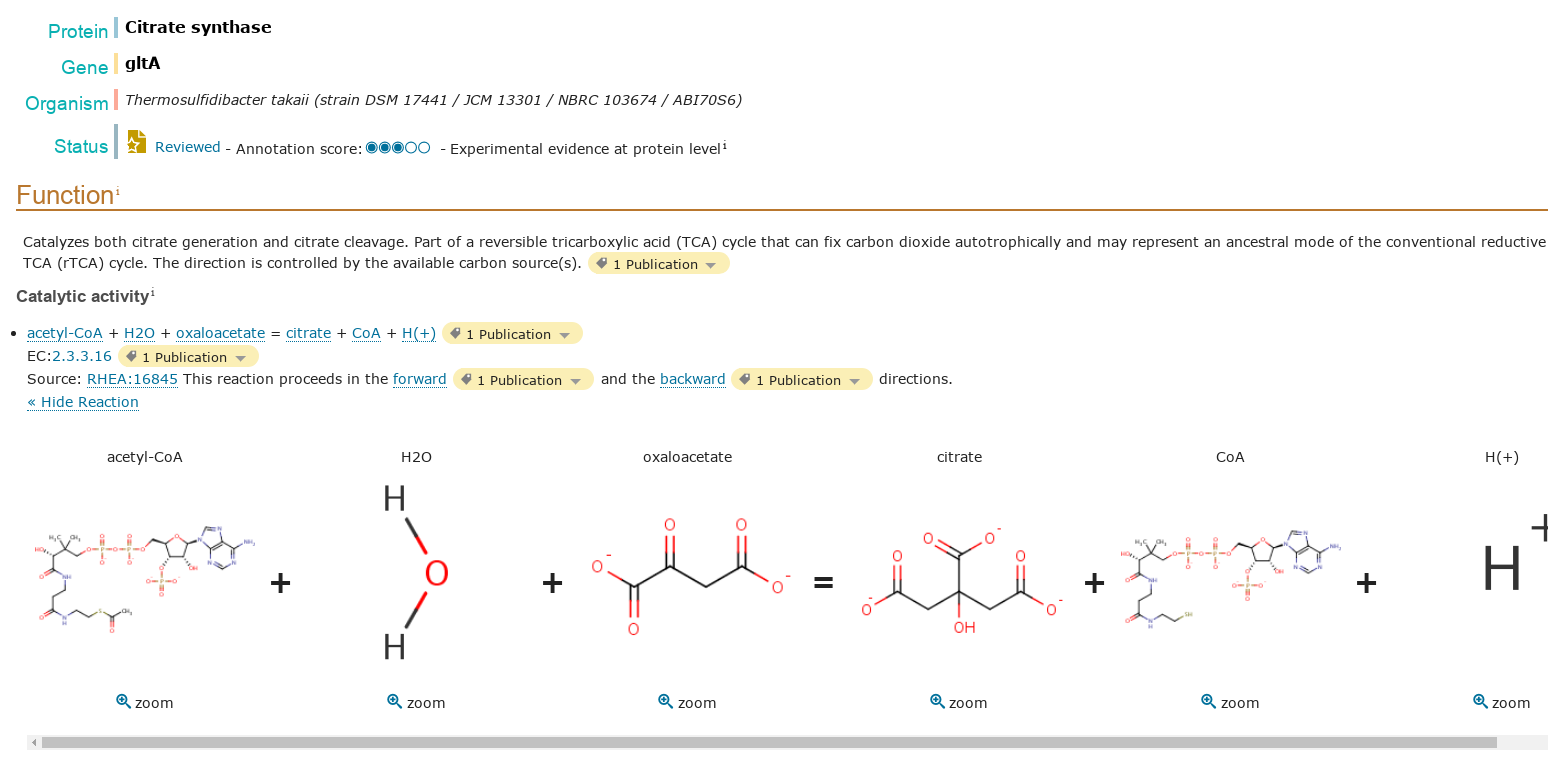 Protein Citrate synthase
Gene gltA
Organism Thermosulfidibacter takaii (strain DSM 17441 / JCM 13301 / NBRC 103674 / ABI70S6)
Status Reviewed - Annotation score: - Experimental evidence at protein level i
Function i
Catalyzes both citrate generation and citrate cleavage. Part of a reversible tricarboxylic acid (TCA) cycle that can fix carbon dioxide autotrophically and may represent an ancestral mode of the conventional reductive
TCA (rTCA) cycle. The direction is controlled by the available carbon source(s). 1 Publication
Catalytic activity i
• acetyl-CoA + H2O + oxaloacetate = citrate + CoA + H(+) 1 Publication
EC:2.3.3.16 1 Publication
Source: RHEA:16845 This reaction proceeds in the forward 1 Publication and the backward 1 Publication directions.
« Hide Reaction
acetyl-CoA H2O oxaloacetate citrate CoA H(+)
+ H O H + O O O- O O- = O O- O O- O O- OH + + H +
zoom zoom zoom zoom zoom zoom